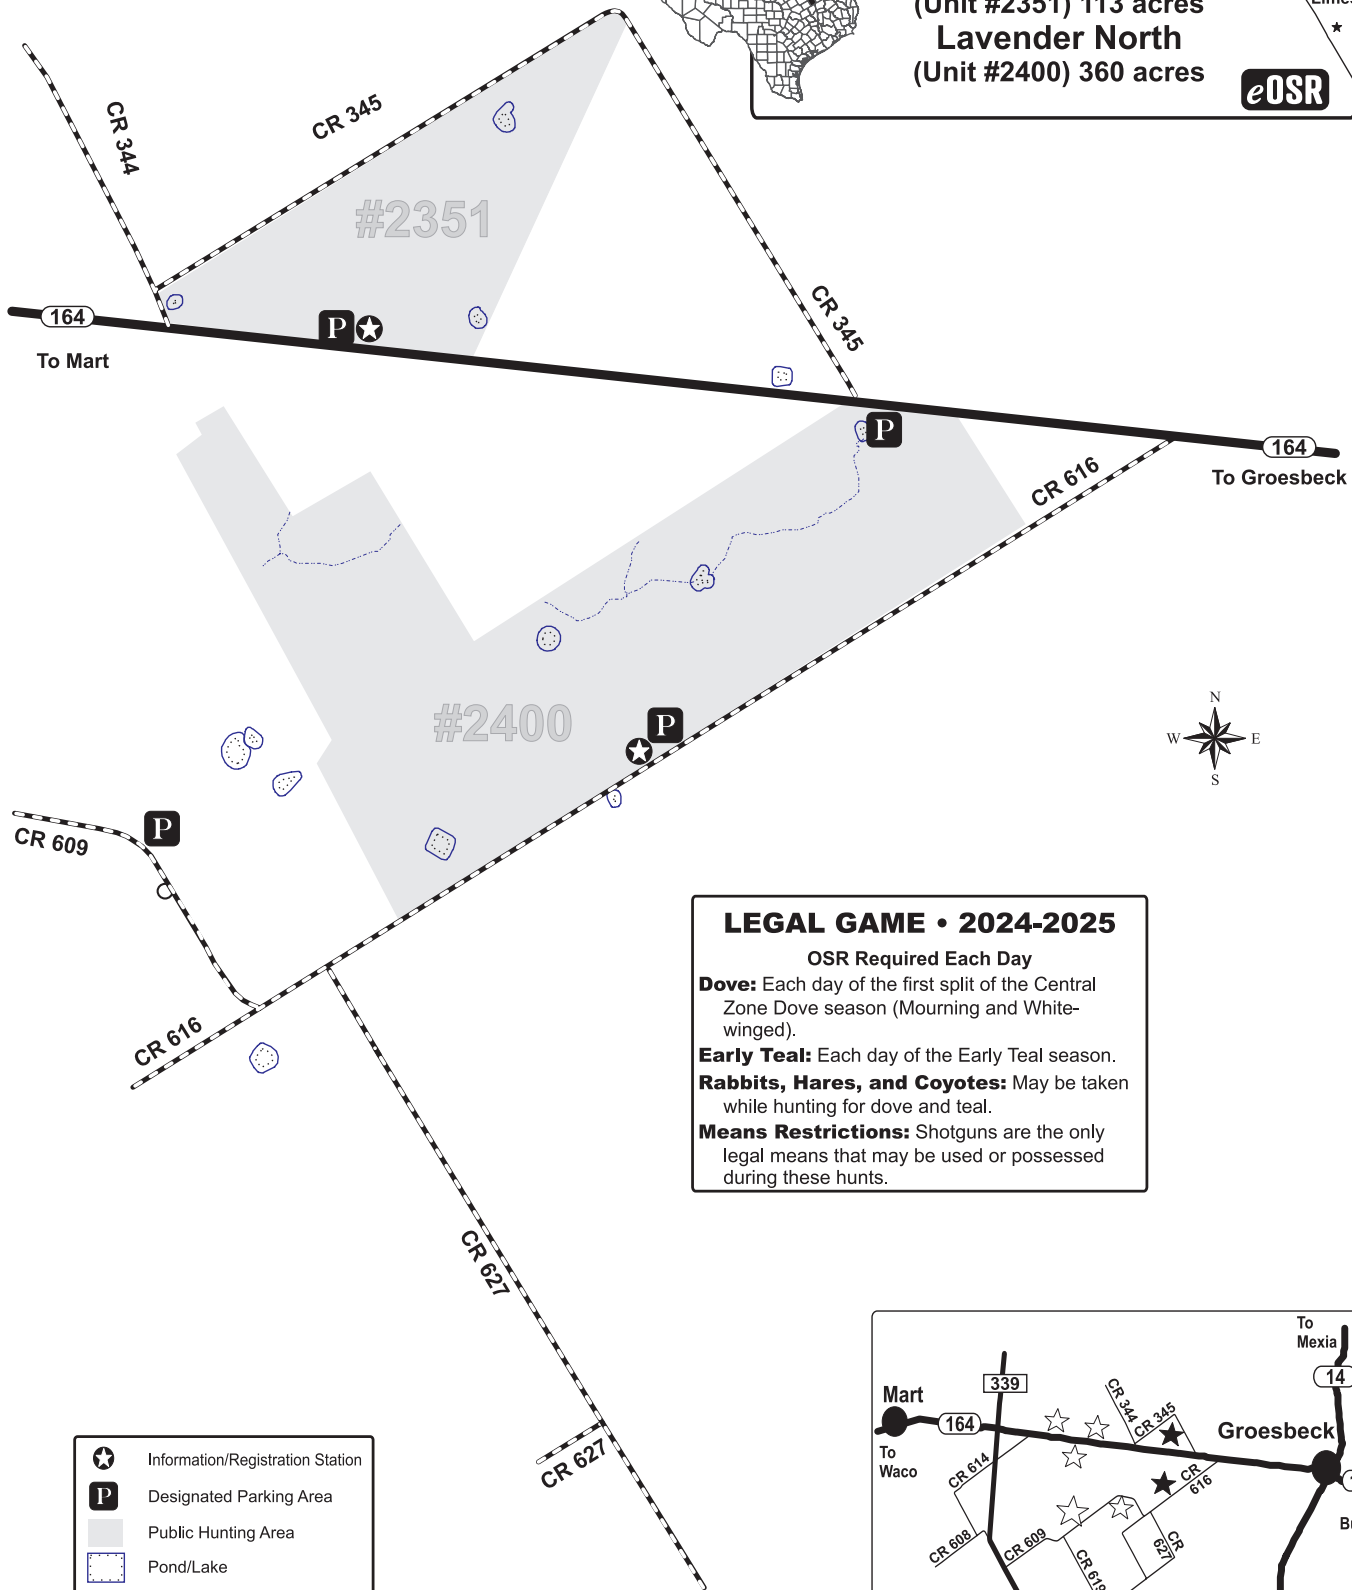 (Unit #2351) 113 acres
Lavender North
(Unit #2400) 360 acres
eOSR
CR 344
CR 345
#2351
P
164
To Mart
CR 345
P
164
To Groesbeck
CR 616
#2400
P
N
W E
S
P
CR 609
CR 616
LEGAL GAME • 2024-2025
OSR Required Each Day
Dove: Each day of the first split of the Central
Zone Dove season (Mourning and White-
winged).
Early Teal: Each day of the Early Teal season.
Rabbits, Hares, and Coyotes: May be taken
while hunting for dove and teal.
Means Restrictions: Shotguns are the only
legal means that may be used or possessed
during these hunts.
CR 627
CR 627
Information/Registration Station
P Designated Parking Area
Public Hunting Area
Pond/Lake
To
Mexia
14
339
Mart
164
CR 344
CR 345
Groesbeck
To
Waco
CR 614
CR
616
CR 608
CR 609
CR
627
CR 619